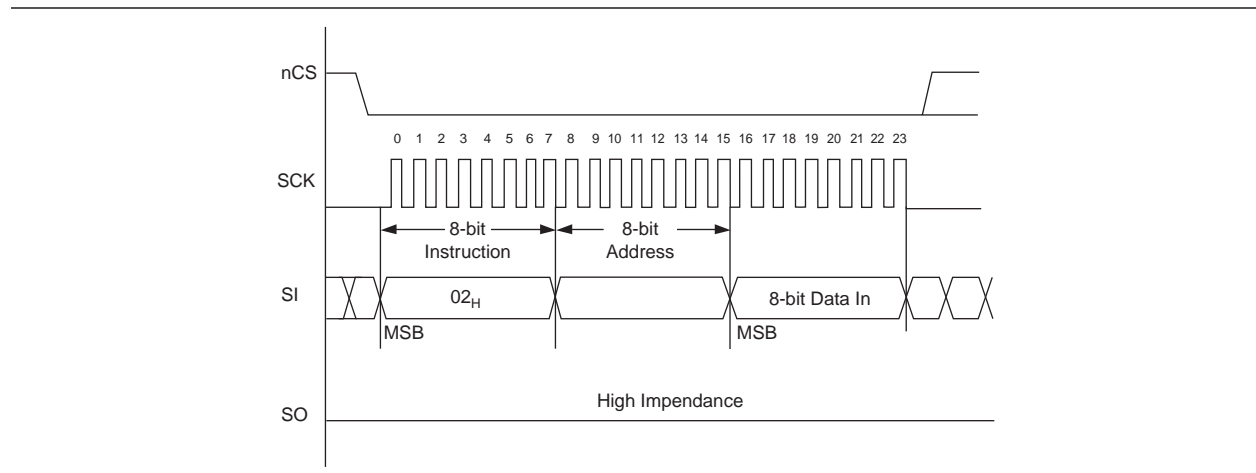 nCS
0 1 2 3 4 5 6 7 8 9 10 11 12 13 14 15 16 17 18 19 20 21 22 23
SCK
8-bit
Instruction
8-bit
Address
SI
02H
8-bit Data In
MSB
MSB
High Impendance
SO